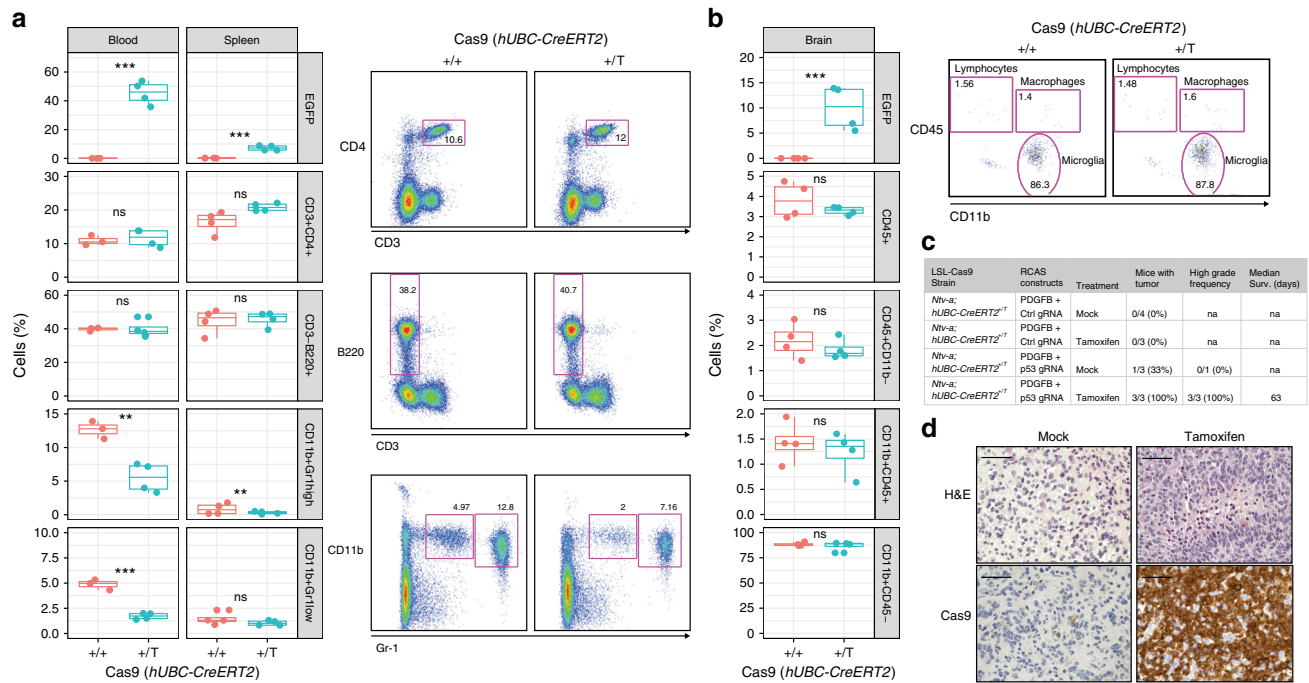 a
Blood
Spleen
EGFP
CD3+CD4+
CD3–B220+
CD11b+Gr1high
CD11b+Gr1low
Cells (%)
60
40
20
0
***
***
30
20
10
0
ns
ns
60
40
20
0
ns
ns
15
10
5
0
**
**
10.0
7.5
5.0
2.5
0.0
***
ns
+/+
+/T
+/+
+/T
Cas9 (hUBC-CreERT2)
Cas9 (hUBC-CreERT2)
+/+
+/T
CD4
10.6
12
CD3
B220
38.2
40.7
CD3
CD11b
4.97
12.8
2
7.16
Gr-1
b
Brain
EGFP
CD45+
CD45+CD11b–
CD11b+CD45+
CD11b+CD45–
Cells (%)
20
15
10
5
0
***
5
4
3
2
1
0
ns
4
3
2
1
0
ns
2.0
1.5
1.0
0.5
0.0
ns
100
75
50
25
0
ns
+/+
+/T
Cas9 (hUBC-CreERT2)
Cas9 (hUBC-CreERT2)
+/+
+/T
CD45
Lymphocytes
1.56
Macrophages
1.4
Microglia
86.3
Lymphocytes
1.48
Macrophages
1.6
Microglia
87.8
CD11b
c
LSL-Cas9 Strain
RCAS constructs
Treatment
Mice with tumor
High grade frequency
Median Surv. (days)
Ntv-a; hUBC-CreERT2+/T
PDGFB + Ctrl gRNA
Mock
0/4 (0%)
na
na
Ntv-a; hUBC-CreERT2+/T
PDGFB + Ctrl gRNA
Tamoxifen
0/3 (0%)
na
na
Ntv-a; hUBC-CreERT2+/T
PDGFB + p53 gRNA
Mock
1/3 (33%)
0/1 (0%)
na
Ntv-a; hUBC-CreERT2+/T
PDGFB + p53 gRNA
Tamoxifen
3/3 (100%)
3/3 (100%)
63
d
Mock
Tamoxifen
H&E
Cas9